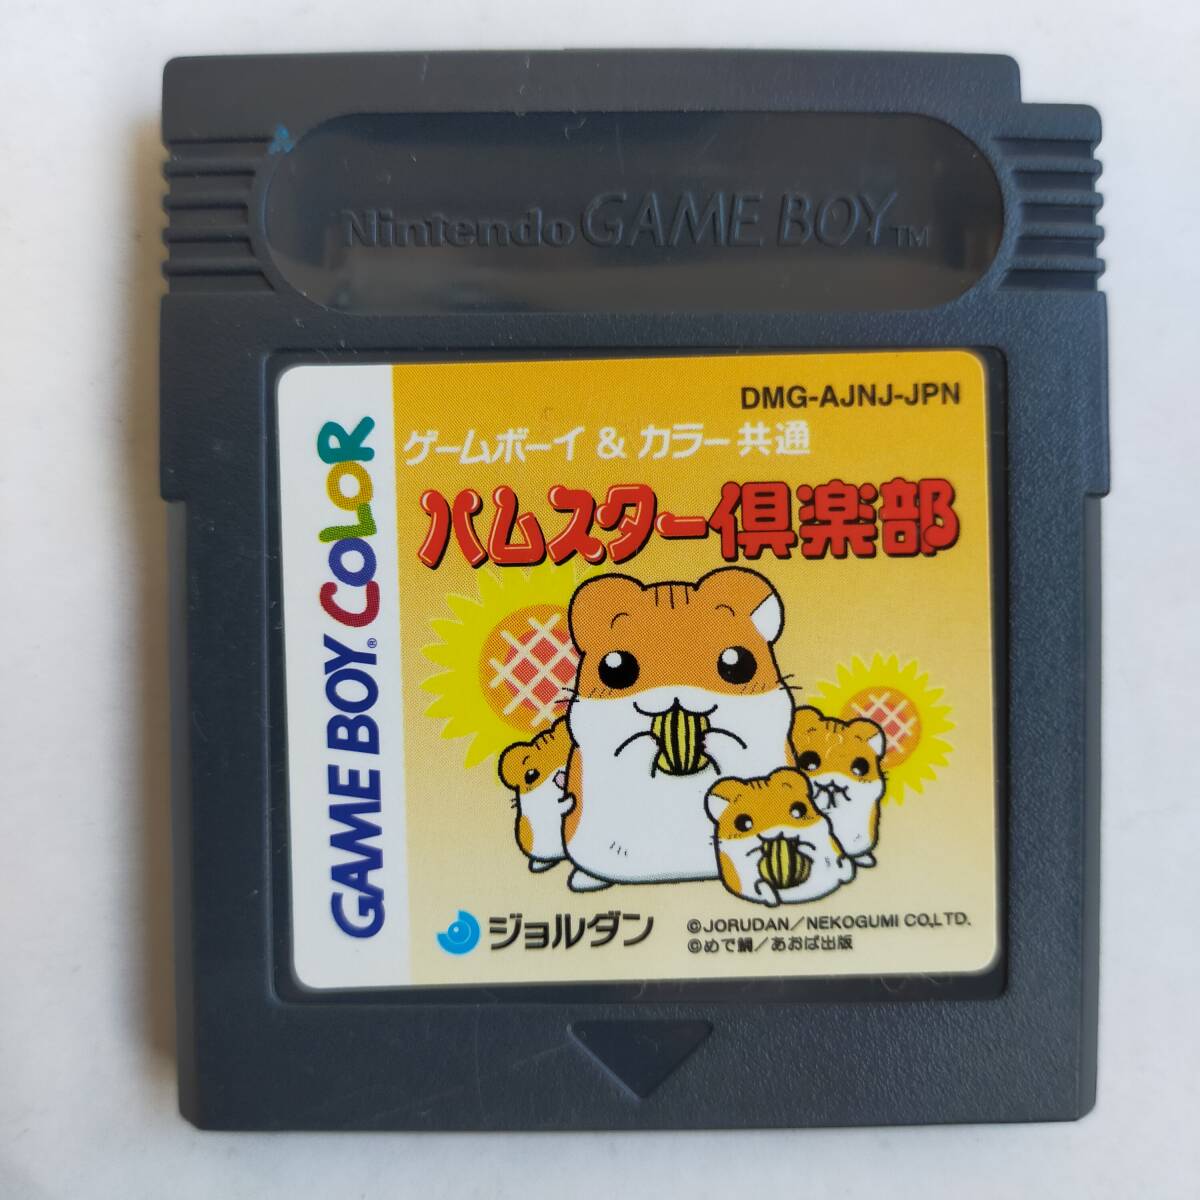 Nintendo GAME BOY™
GAME BOY® COLOR
DMG-AJNJ-JPN
ゲームボーイ & カラー共通
ハムスター倶楽部
ジョルダン
©JORUDAN/NEKOGUMI CO.,LTD.
©めで鯛/あおば出版